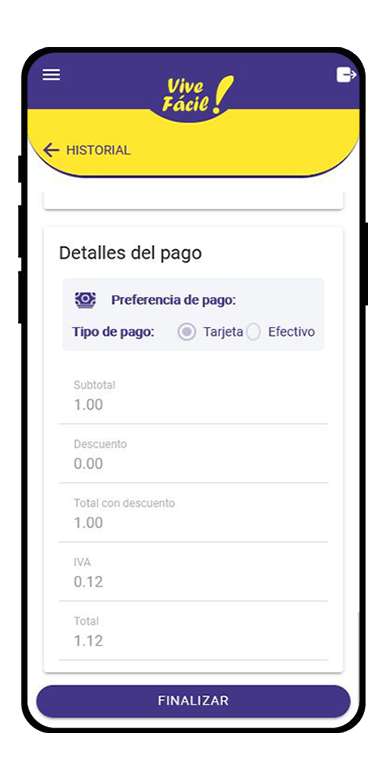 Vive
Fácil!
HISTORIAL
Detalles del pago
Preferencia de pago:
Tipo de pago: Tarjeta Efectivo
Subtotal
1.00
Descuento
0.00
Total con descuento
1.00
IVA
0.12
Total
1.12
FINALIZAR